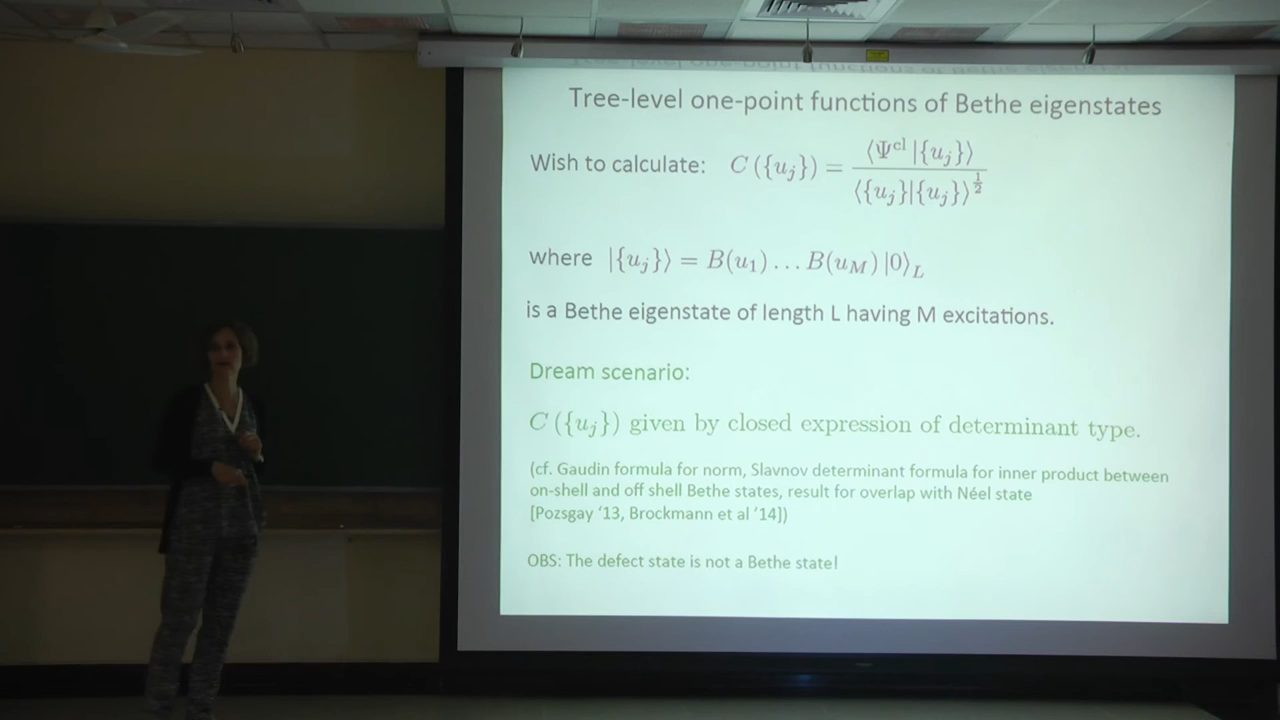 Tree-level one-point functions of Bethe eigenstates
Wish to calculate: C({u_j}) = ⟨Ψ^cl|{u_j}⟩ / ⟨{u_j}|{u_j}⟩^{1/2}
where |{u_j}⟩ = B(u_1) ... B(u_M)|0⟩_L
is a Bethe eigenstate of length L having M excitations.
Dream scenario:
C({u_j}) given by closed expression of determinant type.
(cf. Gaudin formula for norm, Slavnov determinant formula for inner product between
on-shell and off shell Bethe states, result for overlap with Néel state
[Pozsgay ‘13, Brockmann et al ‘14])
OBS: The defect state is not a Bethe state!